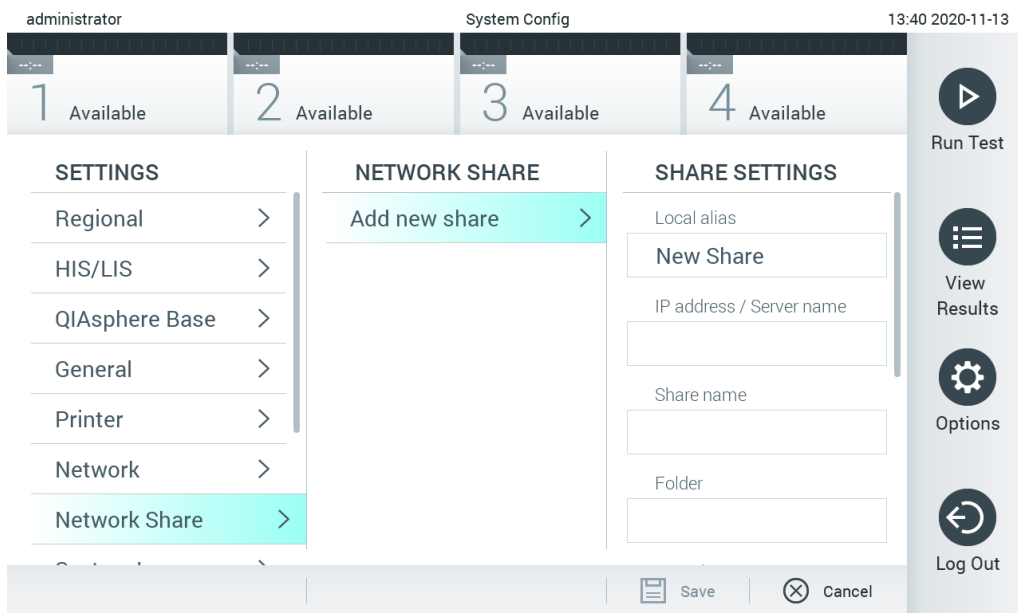 administrator
System Config
13:40 2020-11-13
--:--
1 Available
--:--
2 Available
--:--
3 Available
--:--
4 Available
Run Test
View
Results
Options
Log Out
SETTINGS
Regional
HIS/LIS
QIAsphere Base
General
Printer
Network
Network Share
NETWORK SHARE
Add new share
SHARE SETTINGS
Local alias
New Share
IP address / Server name
Share name
Folder
Save
Cancel